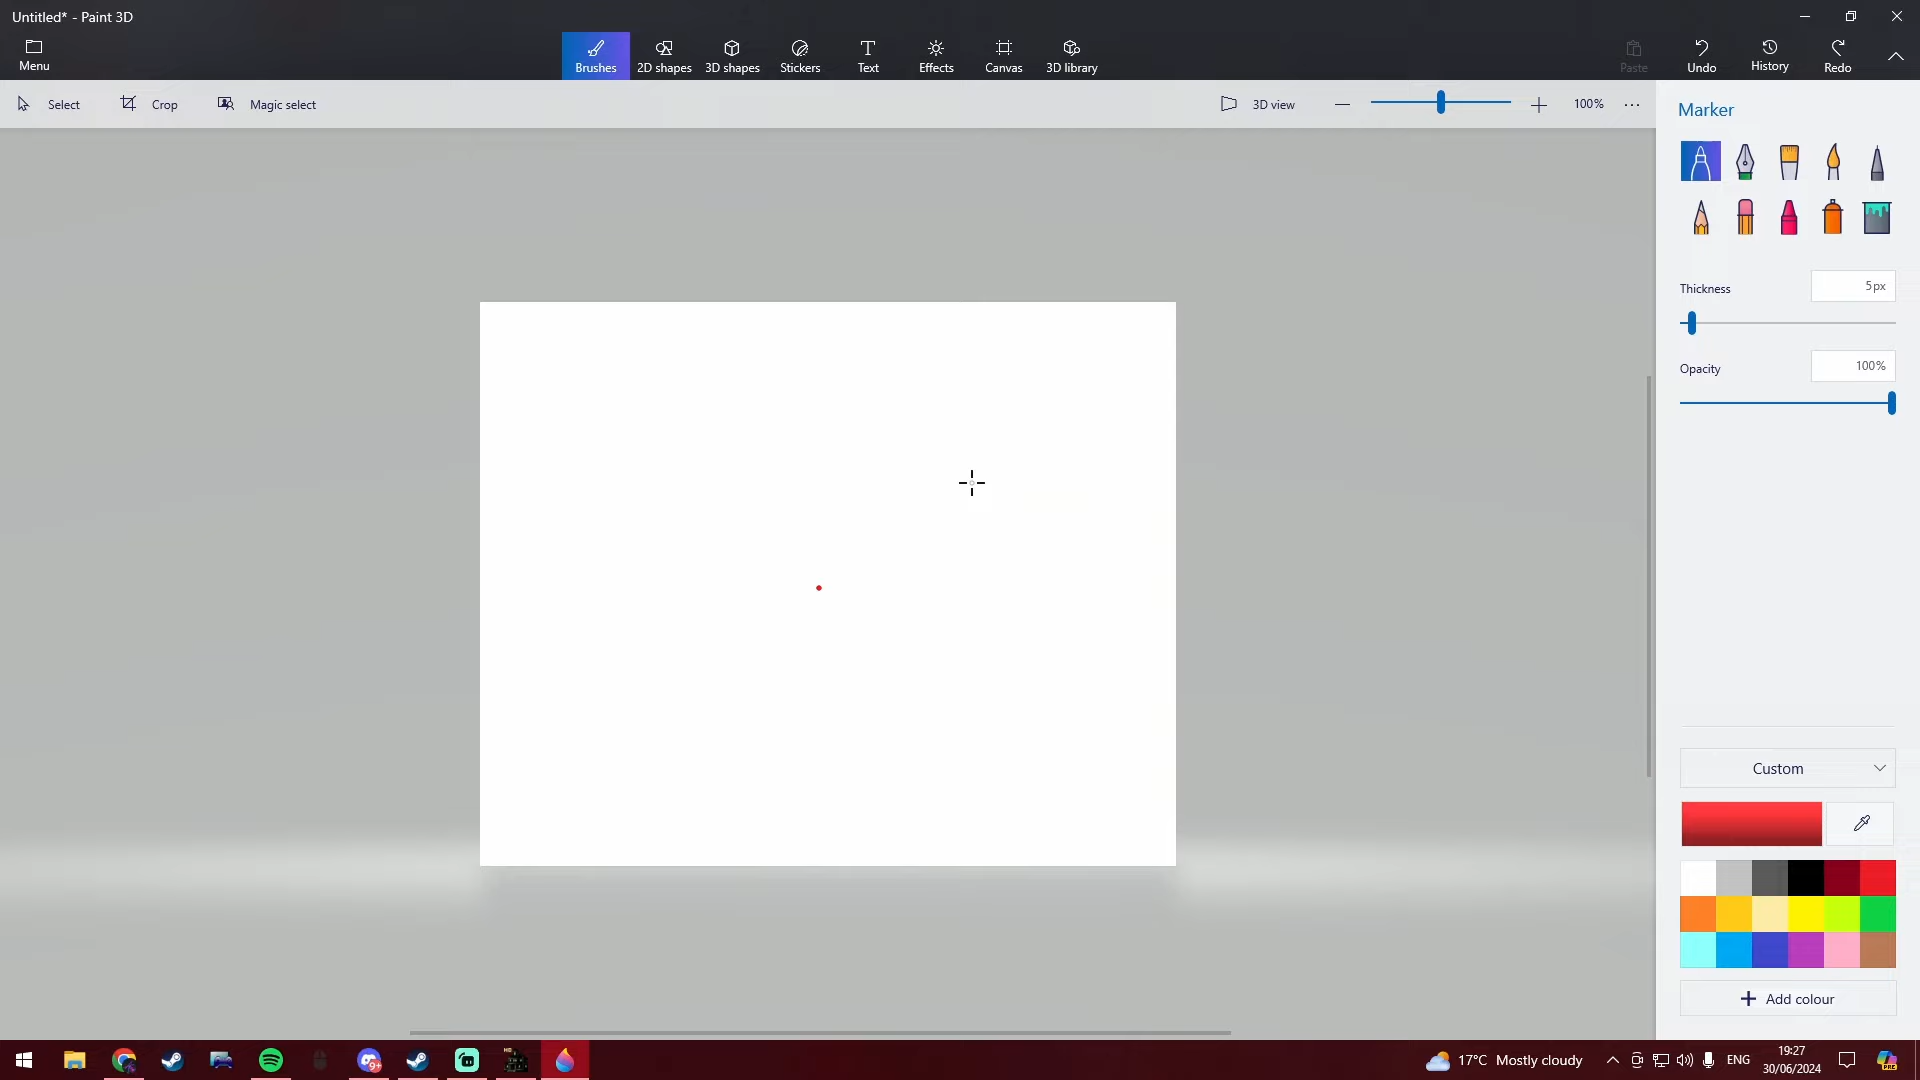 Untitled* - Paint 3D
Menu
Brushes
2D shapes
3D shapes
Stickers
Text
Effects
Canvas
3D library
Paste
Undo
History
Redo
Select
Crop
Magic select
3D view
100%
Marker
Thickness
5px
Opacity
100%
Custom
Add colour
9+
17°C Mostly cloudy
ENG
19:27
30/06/2024
PRE